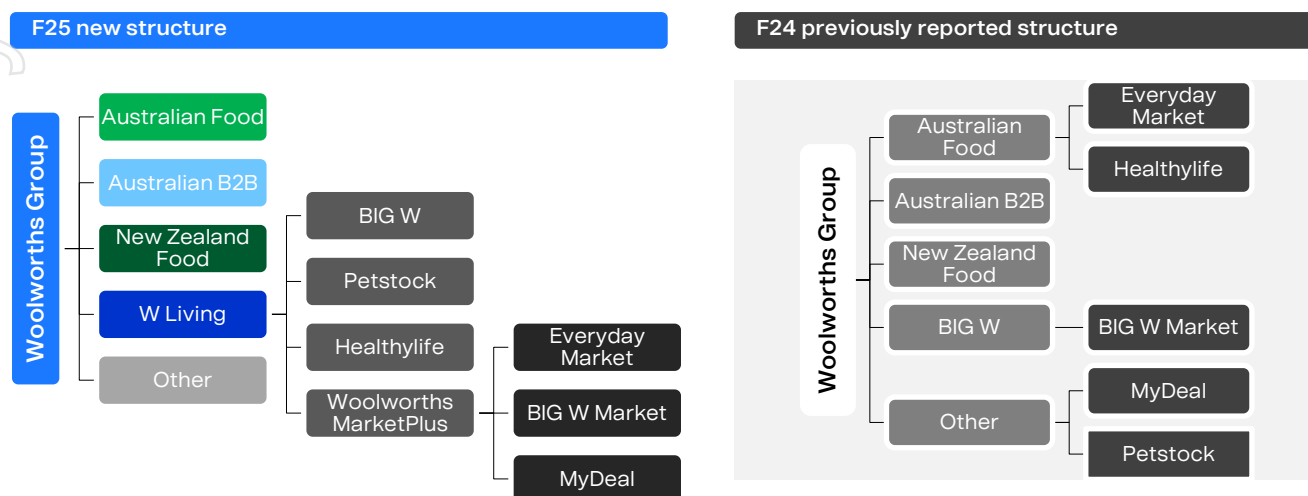 F25 new structure
Woolworths Group
Australian Food
Australian B2B
New Zealand
Food
W Living
Other
BIG W
Petstock
Healthylife
Woolworths
MarketPlus
Everyday
Market
BIG W Market
MyDeal
F24 previously reported structure
Woolworths Group
Australian
Food
Australian B2B
New Zealand
Food
BIG W
Other
Everyday
Market
Healthylife
BIG W Market
MyDeal
Petstock